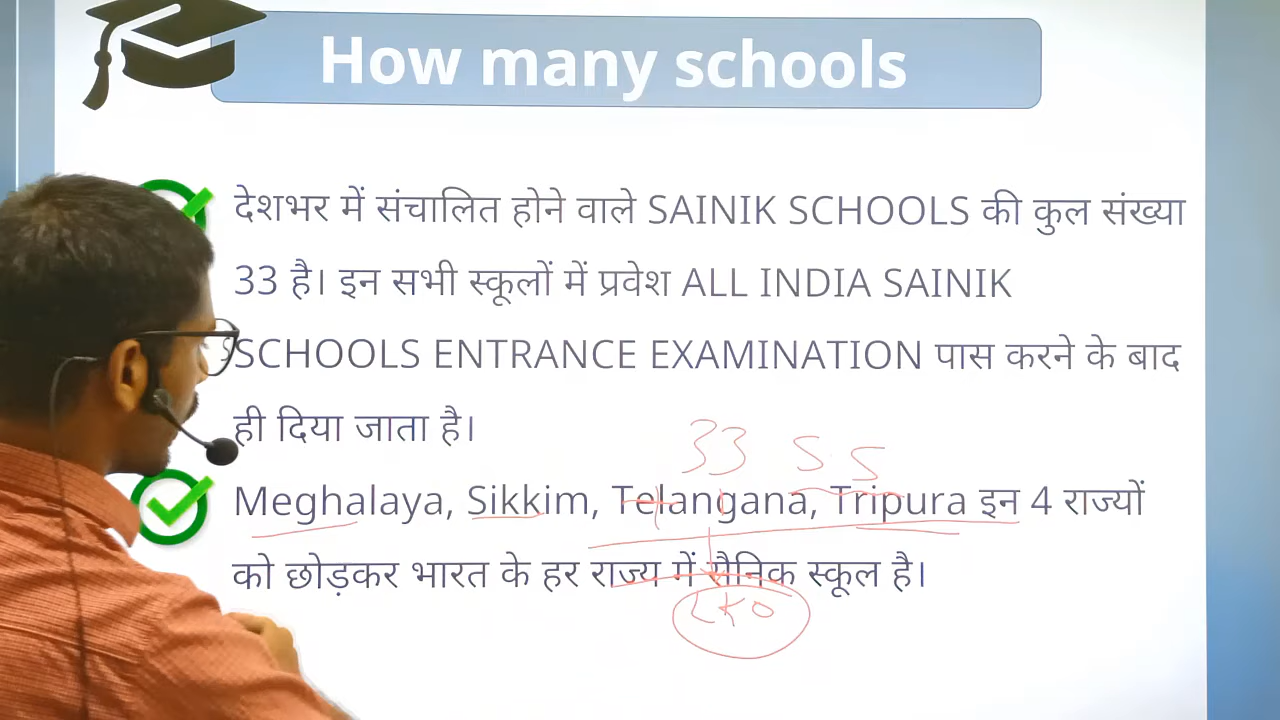 How many schools
देशभर में संचालित होने वाले SAINIK SCHOOLS की कुल संख्या
33 है। इन सभी स्कूलों में प्रवेश ALL INDIA SAINIK
SCHOOLS ENTRANCE EXAMINATION पास करने के बाद
ही दिया जाता है।
33 S S
Meghalaya, Sikkim, Telangana, Tripura इन 4 राज्यों
को छोड़कर भारत के हर राज्य में सैनिक स्कूल है।
LKO